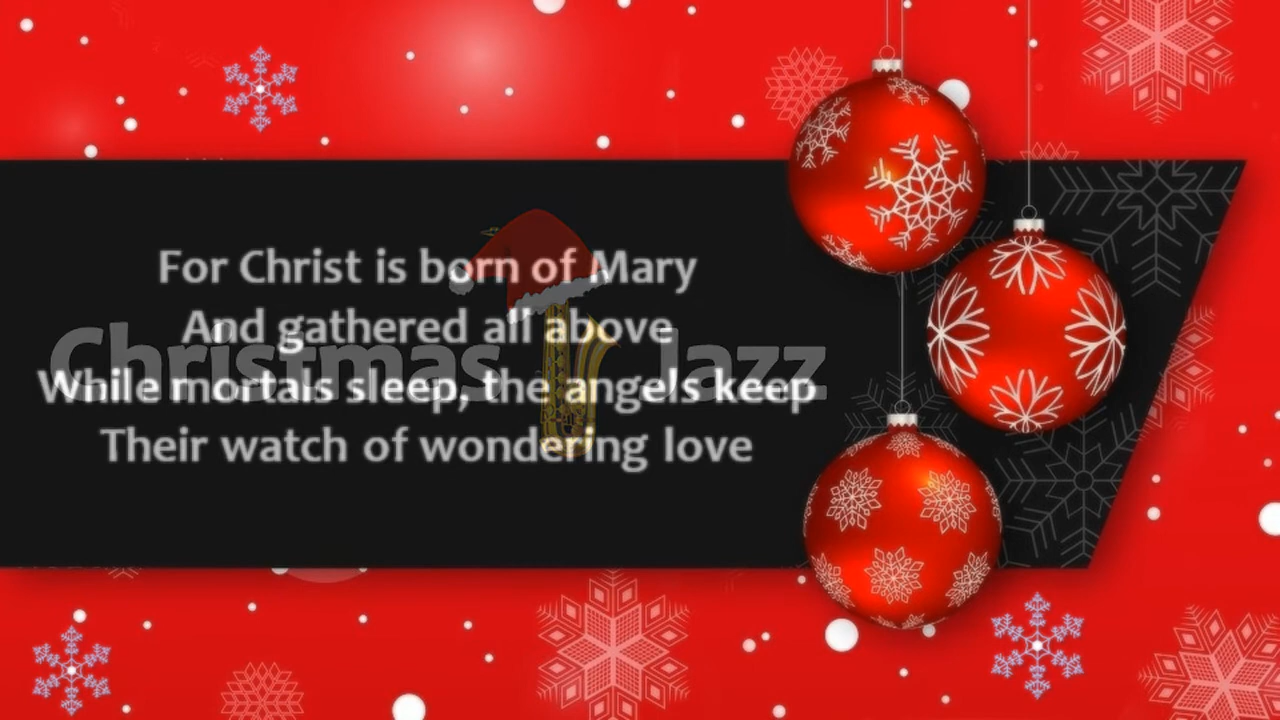 For Christ is born of Mary
And gathered all above
Christmas Jazz
While mortals sleep, the angels keep
Their watch of wondering love